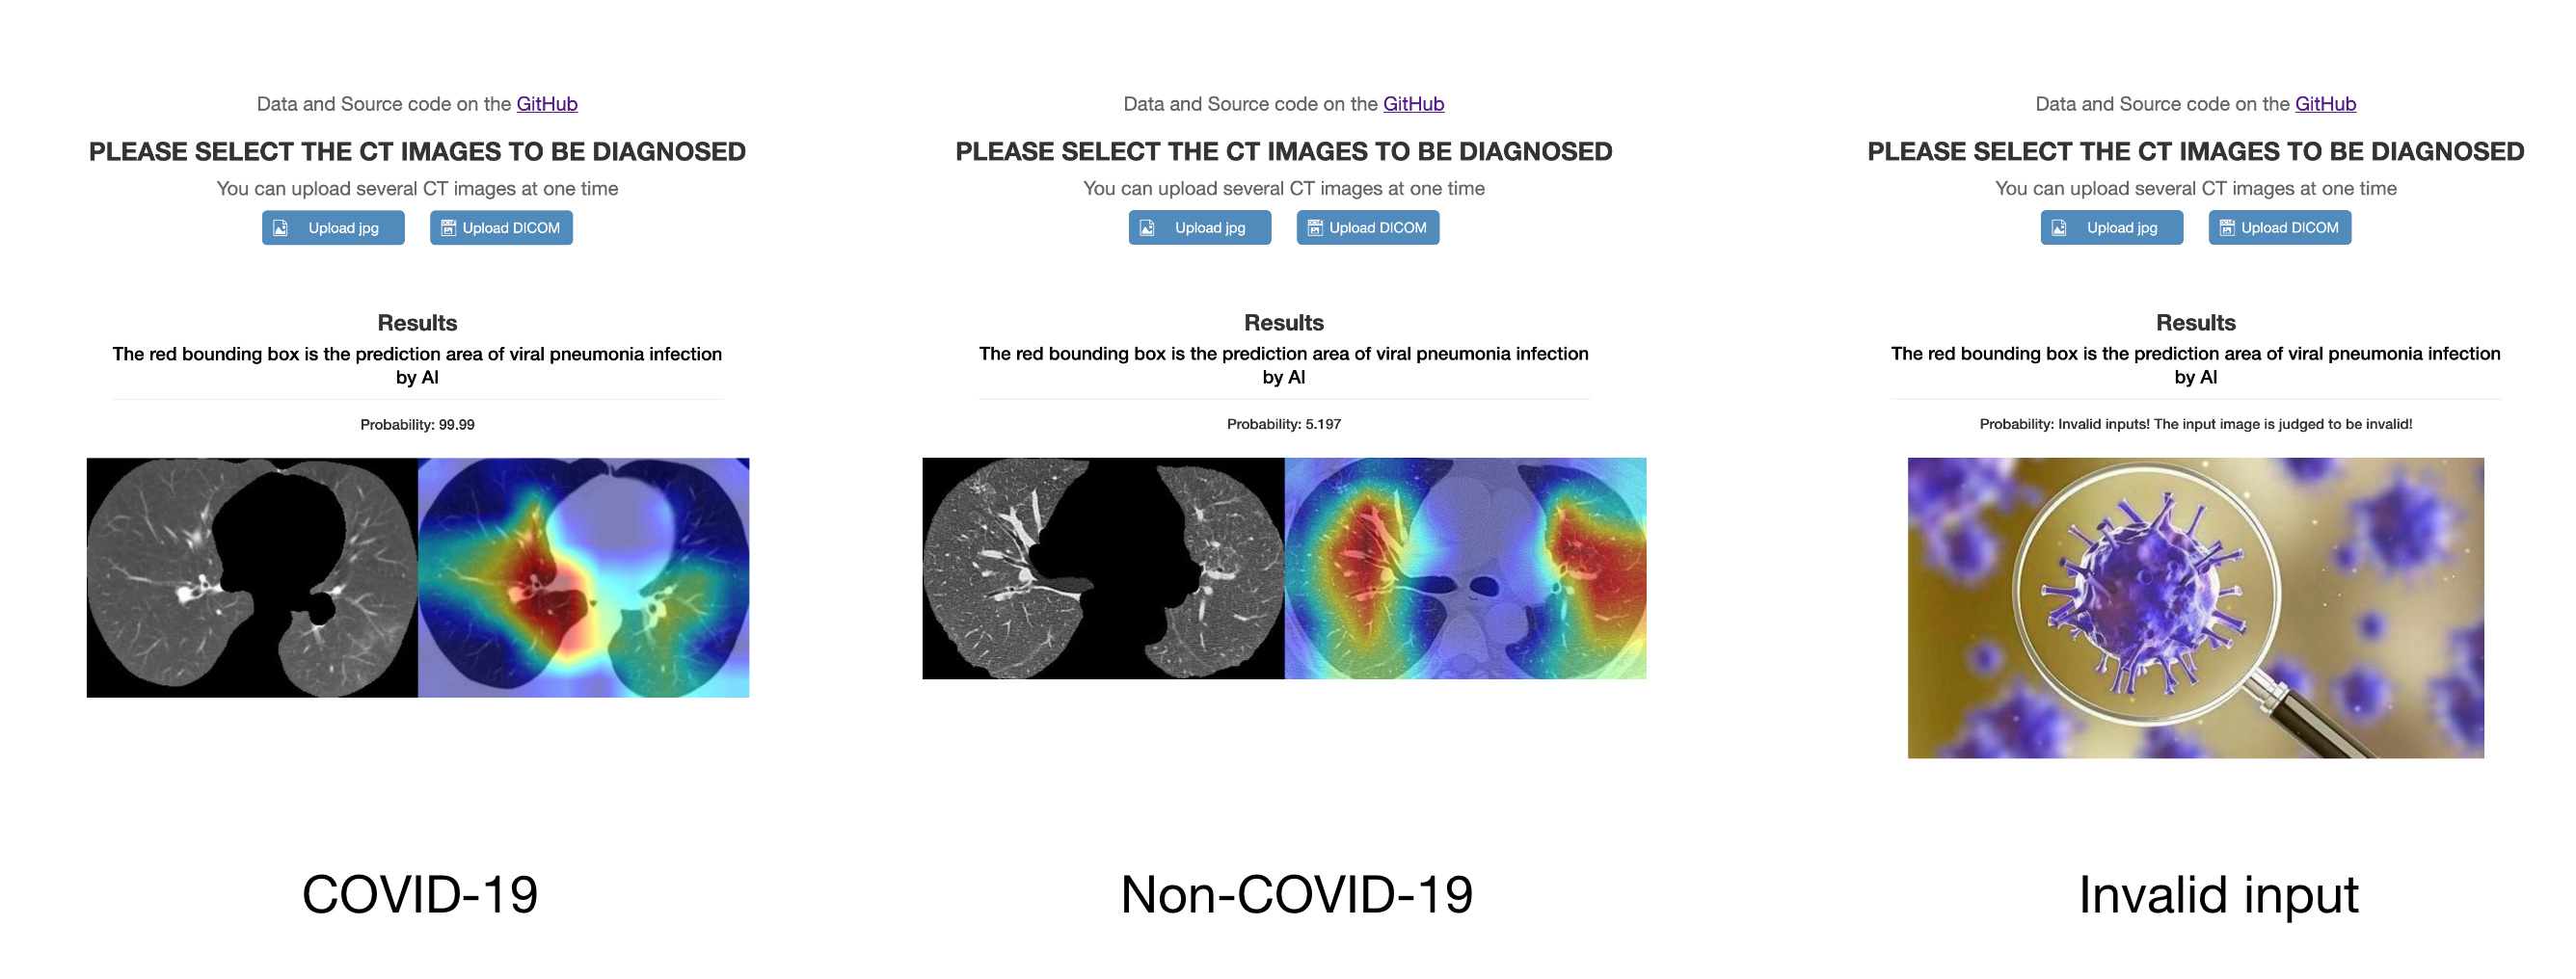 Data and Source code on the GitHub
PLEASE SELECT THE CT IMAGES TO BE DIAGNOSED
You can upload several CT images at one time
Upload jpg
Upload DICOM
Results
The red bounding box is the prediction area of viral pneumonia infection
by AI
Probability: 99.99
COVID-19
Data and Source code on the GitHub
PLEASE SELECT THE CT IMAGES TO BE DIAGNOSED
You can upload several CT images at one time
Upload jpg
Upload DICOM
Results
The red bounding box is the prediction area of viral pneumonia infection
by AI
Probability: 5.197
Non-COVID-19
Data and Source code on the GitHub
PLEASE SELECT THE CT IMAGES TO BE DIAGNOSED
You can upload several CT images at one time
Upload jpg
Upload DICOM
Results
The red bounding box is the prediction area of viral pneumonia infection
by AI
Probability: Invalid inputs! The input image is judged to be invalid!
Invalid input